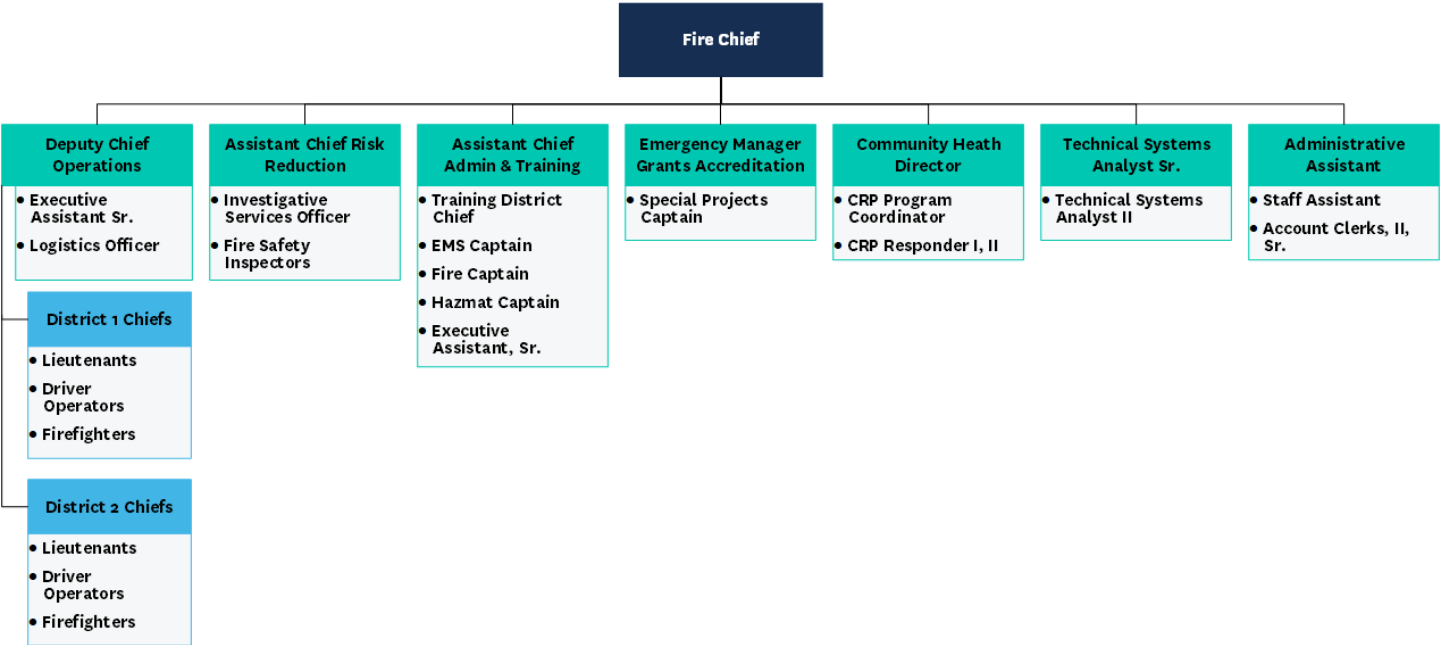 Fire Chief
Deputy Chief
Operations
• Executive
Assistant Sr.
• Logistics Officer
District 1 Chiefs
• Lieutenants
• Driver
Operators
• Firefighters
District 2 Chiefs
• Lieutenants
• Driver
Operators
• Firefighters
Assistant Chief Risk
Reduction
• Investigative
Services Officer
• Fire Safety
Inspectors
Assistant Chief
Admin & Training
• Training District
Chief
• EMS Captain
• Fire Captain
• Hazmat Captain
• Executive
Assistant, Sr.
Emergency Manager
Grants Accreditation
• Special Projects
Captain
Community Heath
Director
• CRP Program
Coordinator
• CRP Responder I, II
Technical Systems
Analyst Sr.
• Technical Systems
Analyst II
Administrative
Assistant
• Staff Assistant
• Account Clerks, II,
Sr.